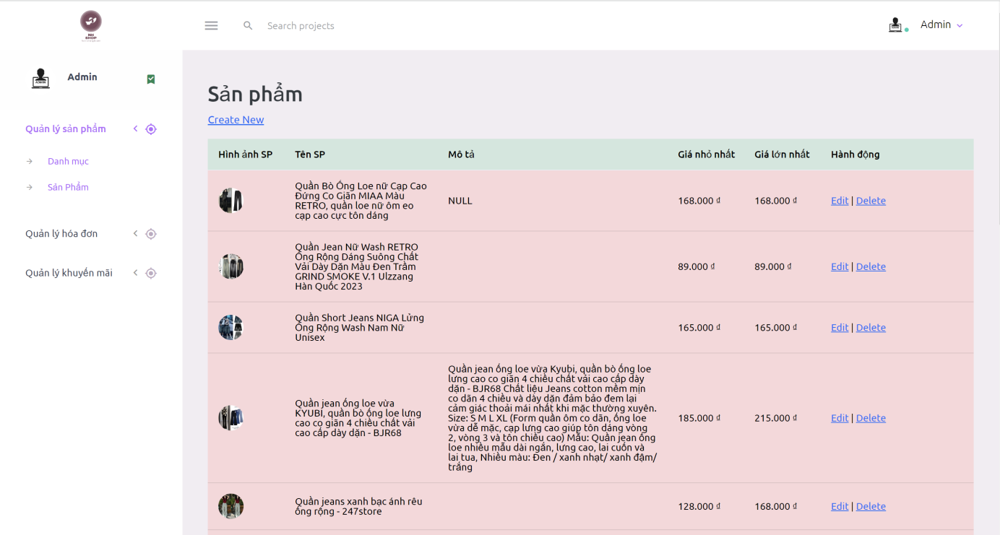 NH
SHOP
Search projects
Admin
ADMIN
Admin
Quản lý sản phẩm
Danh mục
Sản Phẩm
Quản lý hóa đơn
Quản lý khuyến mãi
Sản phẩm
Create New
Hình ảnh SP Tên SP Mô tả Giá nhỏ nhất Giá lớn nhất Hành động
Quần Bò Ống Loe nữ Cạp Cao
Đứng Co Giãn MIAA Màu
RETRO, quần loe nữ ôm eo
cạp cao cực tôn dáng
NULL
168.000 ₫
168.000 ₫
Edit | Delete
Quần Jean Nữ Wash RETRO
Ống Rộng Dáng Suông Chất
Vải Dày Dặn Màu Đen Trầm
GRIND SMOKE V.1 Ulzzang
Hàn Quốc 2023
89.000 ₫
89.000 ₫
Edit | Delete
Quần Short Jeans NIGA Lửng
Ống Rộng Wash Nam Nữ
Unisex
165.000 ₫
165.000 ₫
Edit | Delete
Quần jean ống loe vừa
KYUBI, quần bò ống loe lưng
cao co giãn 4 chiều chất vải
cao cấp dày dặn - BJR68
Quần jean ống loe vừa Kyubi, quần bò ống loe
lưng cao co giãn 4 chiều chất vải cao cấp dày
dặn - BJR68 Chất liệu Jeans cotton mềm mịn
co dãn 4 chiều và dày dặn đảm bảo đem lại
cảm giác thoải mái nhất khi mặc thường xuyên.
Size: S M L XL (Form quần ôm co dãn, ống loe
vừa dễ mặc, cạp lưng cao giúp tôn dáng vòng
2, vòng 3 và tôn chiều cao) Mẫu: Quần jean ống
loe nhiều mẫu dài ngắn, lưng cao, lai cuốn và
lai tua, Nhiều màu: Đen / xanh nhạt/ xanh đậm/
trắng
185.000 ₫
215.000 ₫
Edit | Delete
Quần jeans xanh bạc ánh rêu
ống rộng - 247store
128.000 ₫
168.000 ₫
Edit | Delete